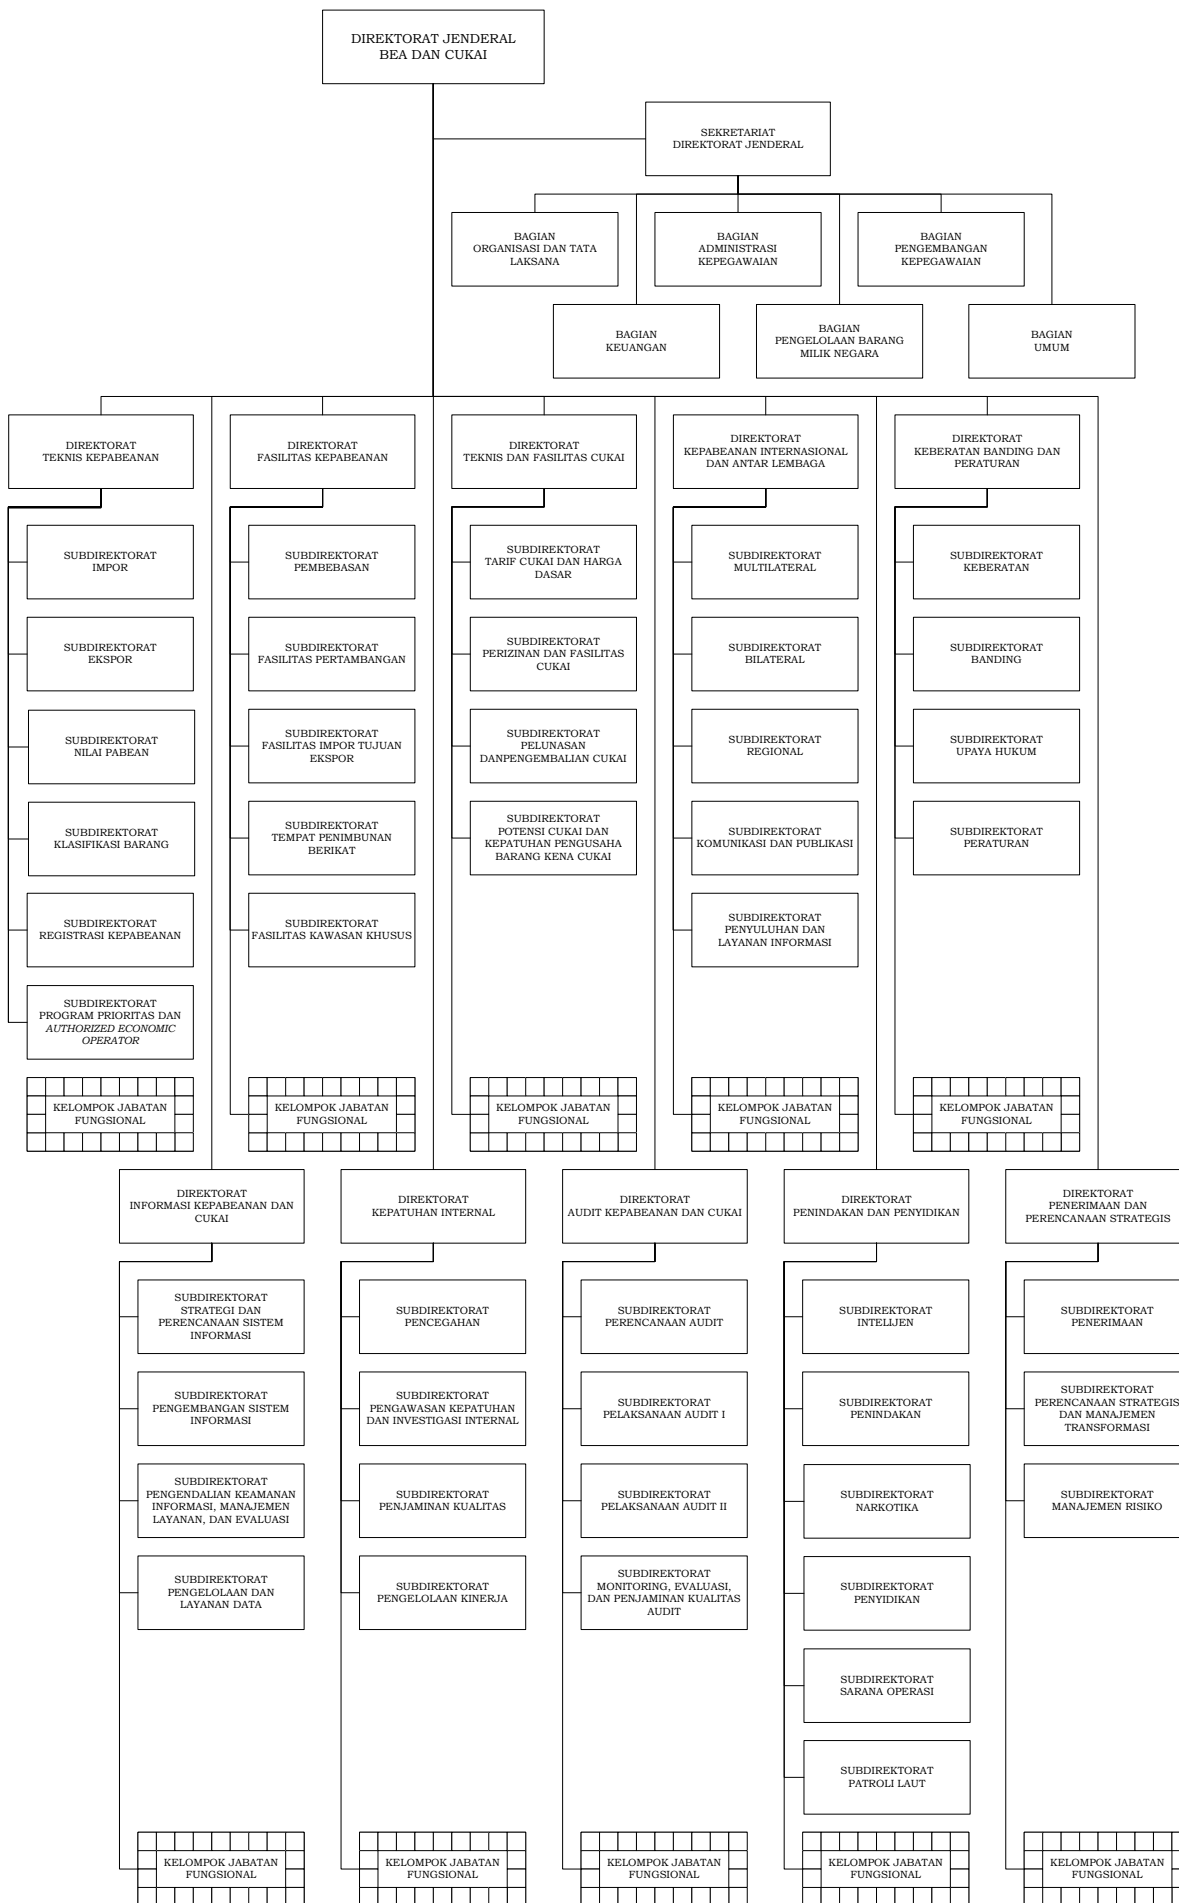 DIREKTORAT JENDERAL
BEA DAN CUKAI
SEKRETARIAT
DIREKTORAT JENDERAL
BAGIAN
ORGANISASI DAN TATA
LAKSANA
BAGIAN
ADMINISTRASI
KEPEGAWAIAN
BAGIAN
PENGEMBANGAN
KEPEGAWAIAN
BAGIAN
KEUANGAN
BAGIAN
PENGELOLAAN BARANG
MILIK NEGARA
BAGIAN
UMUM
DIREKTORAT
TEKNIS KEPABEANAN
DIREKTORAT
FASILITAS KEPABEANAN
DIREKTORAT
TEKNIS DAN FASILITAS CUKAI
DIREKTORAT
KEPABEANAN INTERNASIONAL
DAN ANTAR LEMBAGA
DIREKTORAT
KEBERATAN BANDING DAN
PERATURAN
SUBDIREKTORAT
IMPOR
SUBDIREKTORAT
PEMBEBASAN
SUBDIREKTORAT
TARIF CUKAI DAN HARGA
DASAR
SUBDIREKTORAT
MULTILATERAL
SUBDIREKTORAT
KEBERATAN
SUBDIREKTORAT
EKSPOR
SUBDIREKTORAT
FASILITAS PERTAMBANGAN
SUBDIREKTORAT
PERIZINAN DAN FASILITAS
CUKAI
SUBDIREKTORAT
BILATERAL
SUBDIREKTORAT
BANDING
SUBDIREKTORAT
NILAI PABEAN
SUBDIREKTORAT
FASILITAS IMPOR TUJUAN
EKSPOR
SUBDIREKTORAT
PELUNASAN
DANPENGEMBALIAN CUKAI
SUBDIREKTORAT
REGIONAL
SUBDIREKTORAT
UPAYA HUKUM
SUBDIREKTORAT
KLASIFIKASI BARANG
SUBDIREKTORAT
TEMPAT PENIMBUNAN
BERIKAT
SUBDIREKTORAT
POTENSI CUKAI DAN
KEPATUHAN PENGUSAHA
BARANG KENA CUKAI
SUBDIREKTORAT
KOMUNIKASI DAN PUBLIKASI
SUBDIREKTORAT
PERATURAN
SUBDIREKTORAT
REGISTRASI KEPABEANAN
SUBDIREKTORAT
FASILITAS KAWASAN KHUSUS
SUBDIREKTORAT
PENYULUHAN DAN
LAYANAN INFORMASI
SUBDIREKTORAT
PROGRAM PRIORITAS DAN
AUTHORIZED ECONOMIC
OPERATOR
KELOMPOK JABATAN
FUNGSIONAL
KELOMPOK JABATAN
FUNGSIONAL
KELOMPOK JABATAN
FUNGSIONAL
KELOMPOK JABATAN
FUNGSIONAL
KELOMPOK JABATAN
FUNGSIONAL
DIREKTORAT
INFORMASI KEPABEANAN DAN
CUKAI
DIREKTORAT
KEPATUHAN INTERNAL
DIREKTORAT
AUDIT KEPABEANAN DAN CUKAI
DIREKTORAT
PENINDAKAN DAN PENYIDIKAN
DIREKTORAT
PENERIMAAN DAN
PERENCANAAN STRATEGIS
SUBDIREKTORAT
STRATEGI DAN
PERENCANAAN SISTEM
INFORMASI
SUBDIREKTORAT
PENCEGAHAN
SUBDIREKTORAT
PERENCANAAN AUDIT
SUBDIREKTORAT
INTELIJEN
SUBDIREKTORAT
PENERIMAAN
SUBDIREKTORAT
PENGEMBANGAN SISTEM
INFORMASI
SUBDIREKTORAT
PENGAWASAN KEPATUHAN
DAN INVESTIGASI INTERNAL
SUBDIREKTORAT
PELAKSANAAN AUDIT I
SUBDIREKTORAT
PENINDAKAN
SUBDIREKTORAT
PERENCANAAN STRATEGIS
DAN MANAJEMEN
TRANSFORMASI
SUBDIREKTORAT
PENGENDALIAN KEAMANAN
INFORMASI, MANAJEMEN
LAYANAN, DAN EVALUASI
SUBDIREKTORAT
PENJAMINAN KUALITAS
SUBDIREKTORAT
PELAKSANAAN AUDIT II
SUBDIREKTORAT
NARKOTIKA
SUBDIREKTORAT
MANAJEMEN RISIKO
SUBDIREKTORAT
PENGELOLAAN DAN
LAYANAN DATA
SUBDIREKTORAT
PENGELOLAAN KINERJA
SUBDIREKTORAT
MONITORING, EVALUASI,
DAN PENJAMINAN KUALITAS
AUDIT
SUBDIREKTORAT
PENYIDIKAN
SUBDIREKTORAT
SARANA OPERASI
SUBDIREKTORAT
PATROLI LAUT
KELOMPOK JABATAN
FUNGSIONAL
KELOMPOK JABATAN
FUNGSIONAL
KELOMPOK JABATAN
FUNGSIONAL
KELOMPOK JABATAN
FUNGSIONAL
KELOMPOK JABATAN
FUNGSIONAL